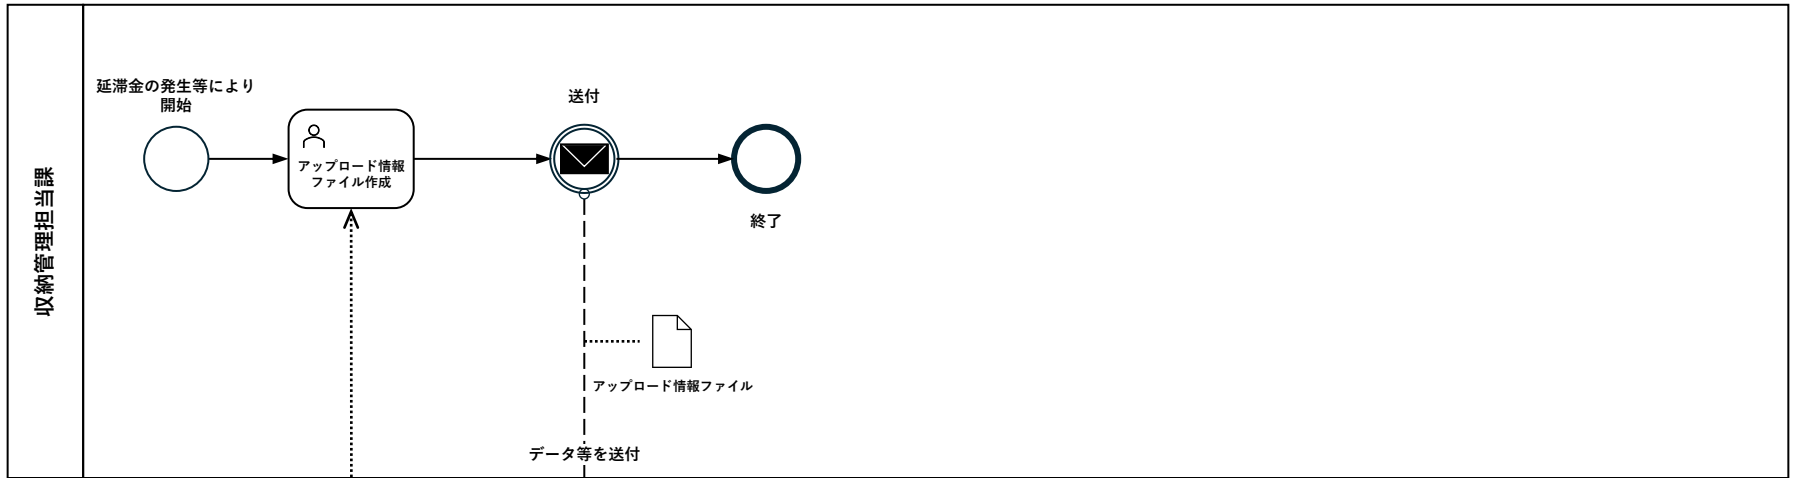 収納管理担当課
延滞金の発生等により
開始
アップロード情報
ファイル作成
送付
終了
アップロード情報ファイル
データ等を送付